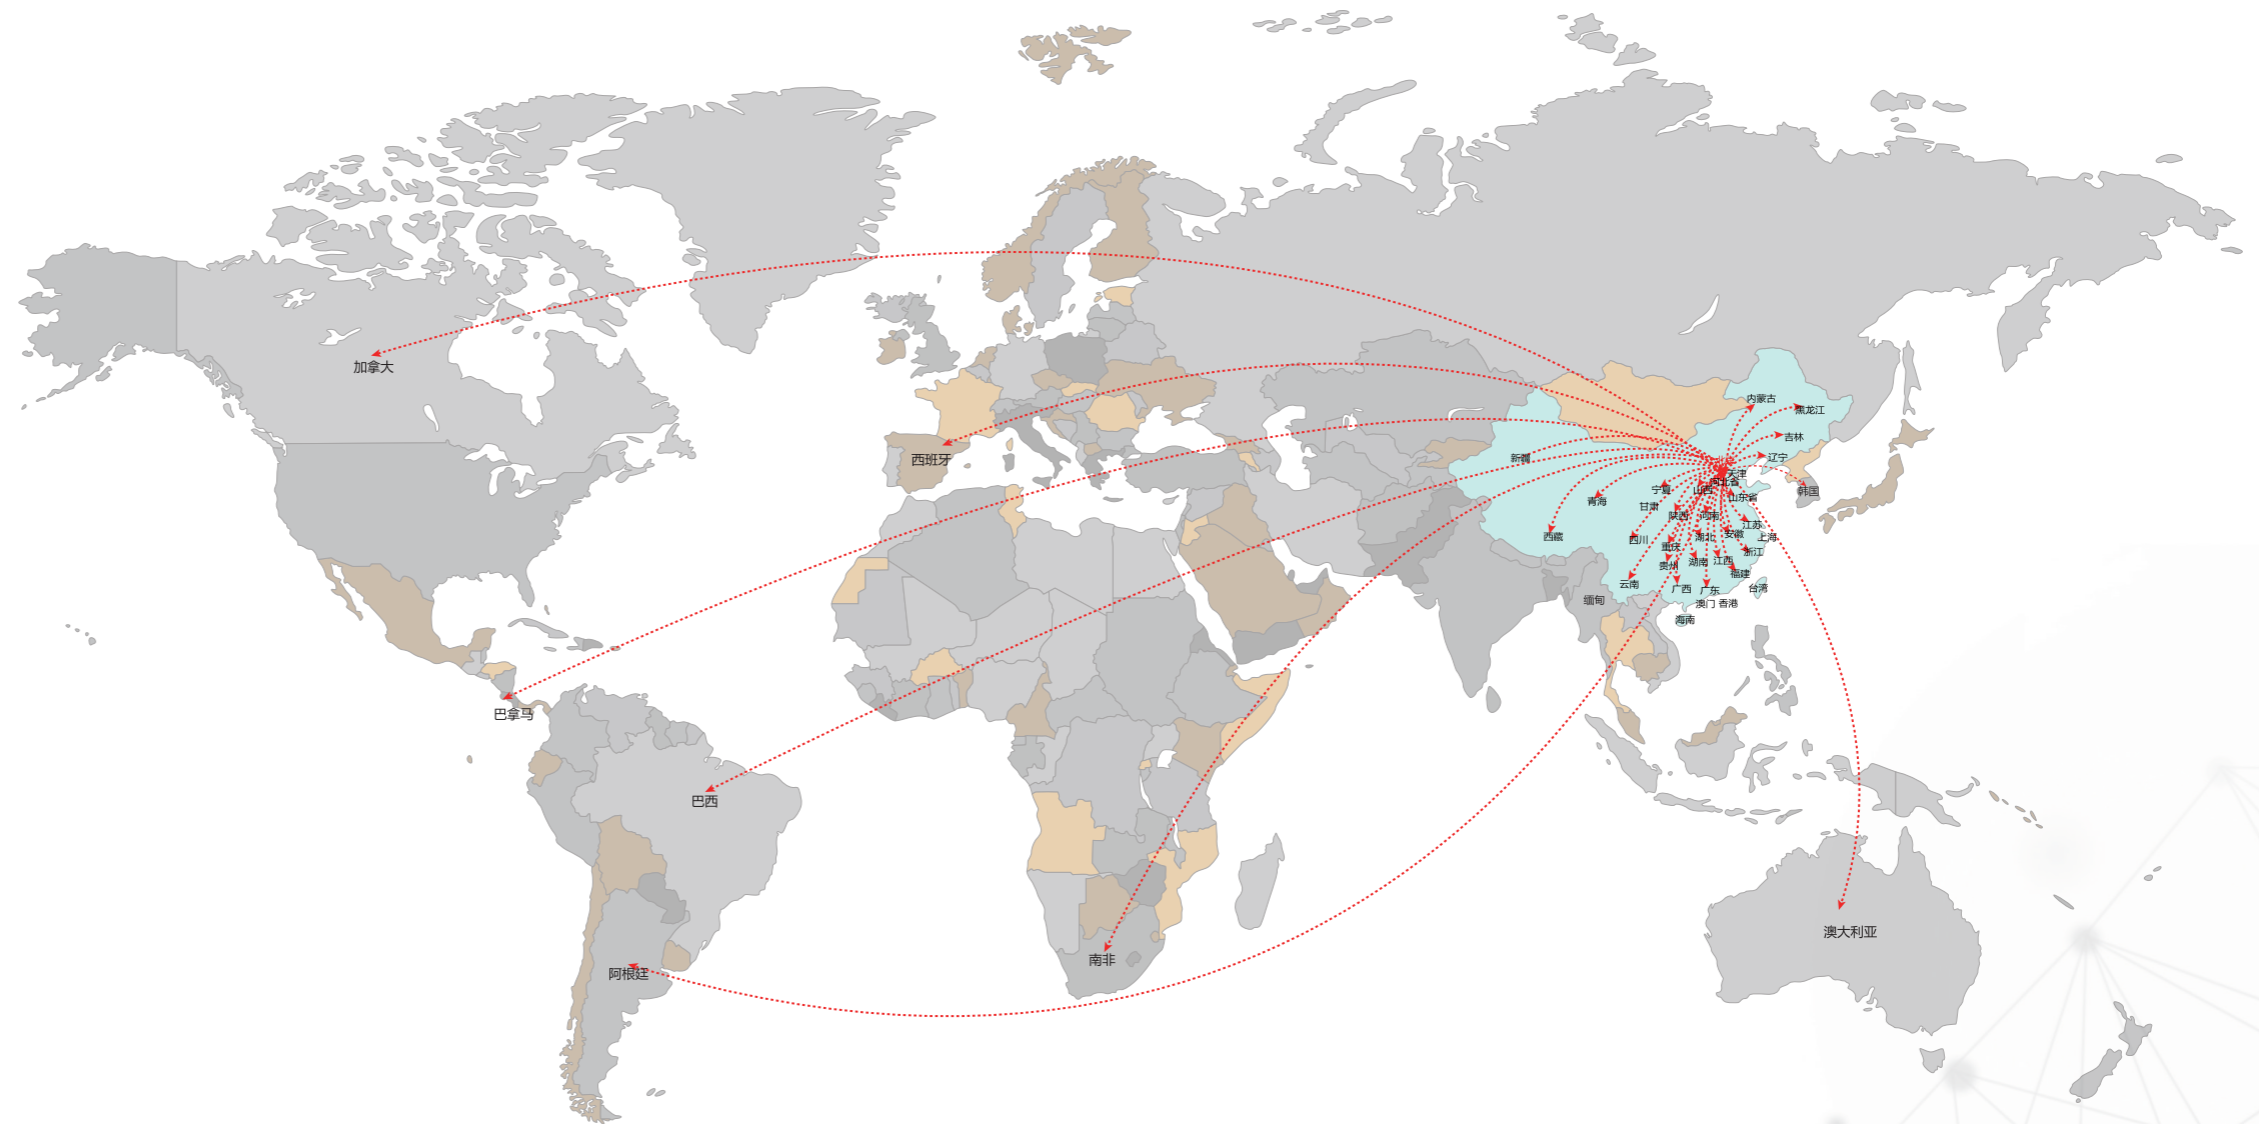 加拿大
内蒙古
黑龙江
吉林
辽宁
西班牙
新疆
天津
河北省
宁夏
山西
山东省
韩国
青海
甘肃
陕西
河南
江苏
西藏
四川
重庆
湖北
安徽
上海
浙江
贵州
湖南
江西
福建
云南
广西
广东
台湾
缅甸
澳门
香港
海南
巴拿马
巴西
澳大利亚
南非
阿根廷